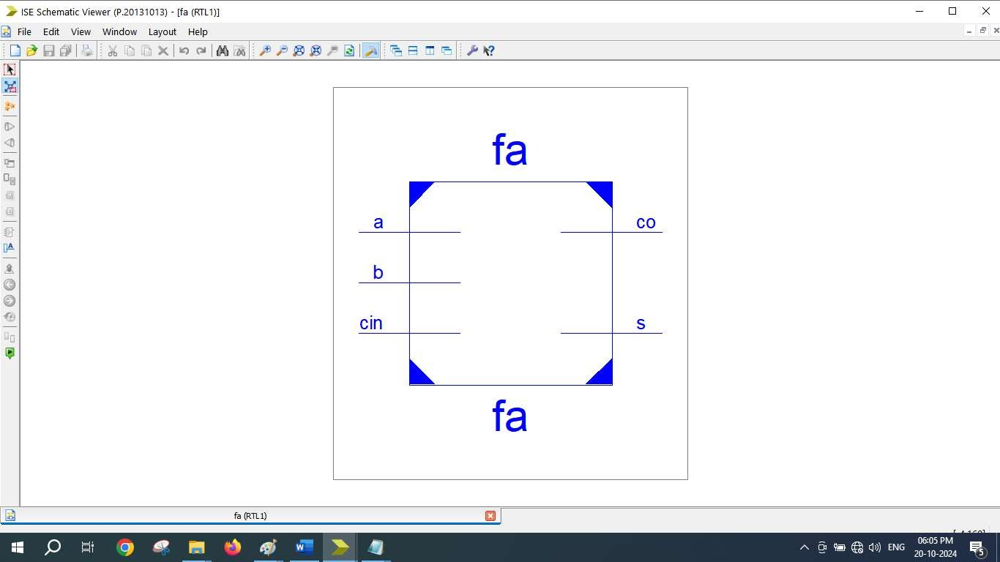 ISE Schematic Viewer (P.20131013) - [fa (RTL1)]
File Edit View Window Layout Help
fa
a
co
b
cin
s
fa
fa (RTL1)
06:05 PM
ENG
20-10-2024
5